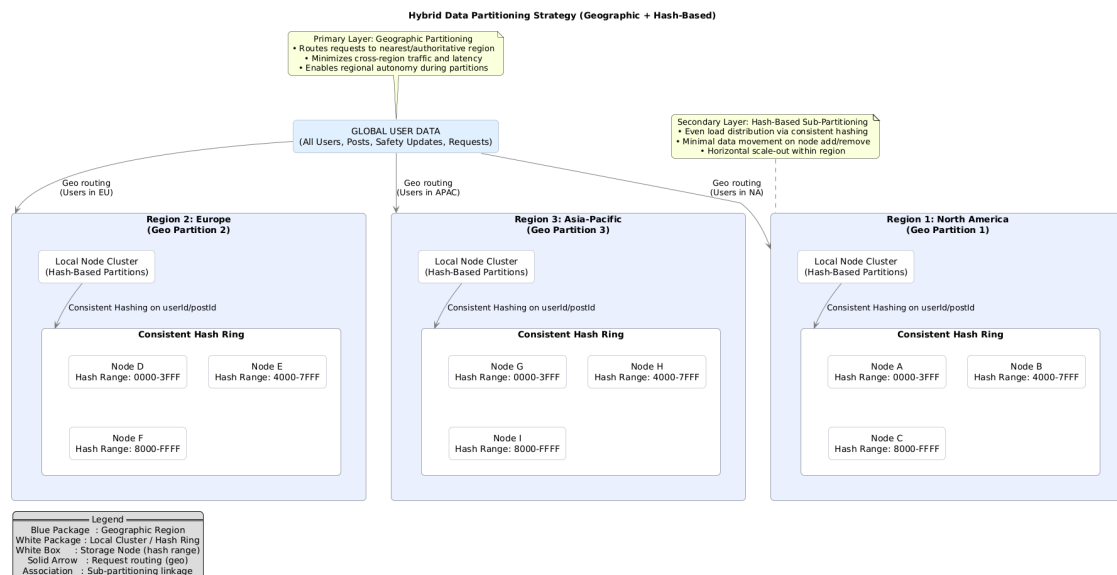 Hybrid Data Partitioning Strategy (Geographic + Hash-Based)
Primary Layer: Geographic Partitioning
• Routes requests to nearest/authoritative region
• Minimizes cross-region traffic and latency
• Enables regional autonomy during partitions
GLOBAL USER DATA
(All Users, Posts, Safety Updates, Requests)
Secondary Layer: Hash-Based Sub-Partitioning
• Even load distribution via consistent hashing
• Minimal data movement on node add/remove
• Horizontal scale-out within region
Geo routing
(Users in EU)
Geo routing
(Users in APAC)
Geo routing
(Users in NA)
Region 2: Europe
(Geo Partition 2)
Local Node Cluster
(Hash-Based Partitions)
Consistent Hashing on userId/postId
Consistent Hash Ring
Node D
Hash Range: 0000-3FFF
Node E
Hash Range: 4000-7FFF
Node F
Hash Range: 8000-FFFF
Region 3: Asia-Pacific
(Geo Partition 3)
Local Node Cluster
(Hash-Based Partitions)
Consistent Hashing on userId/postId
Consistent Hash Ring
Node G
Hash Range: 0000-3FFF
Node H
Hash Range: 4000-7FFF
Node I
Hash Range: 8000-FFFF
Region 1: North America
(Geo Partition 1)
Local Node Cluster
(Hash-Based Partitions)
Consistent Hashing on userId/postId
Consistent Hash Ring
Node A
Hash Range: 0000-3FFF
Node B
Hash Range: 4000-7FFF
Node C
Hash Range: 8000-FFFF
Legend
Blue Package : Geographic Region
White Package : Local Cluster / Hash Ring
White Box : Storage Node (hash range)
Solid Arrow : Request routing (geo)
Association : Sub-partitioning linkage